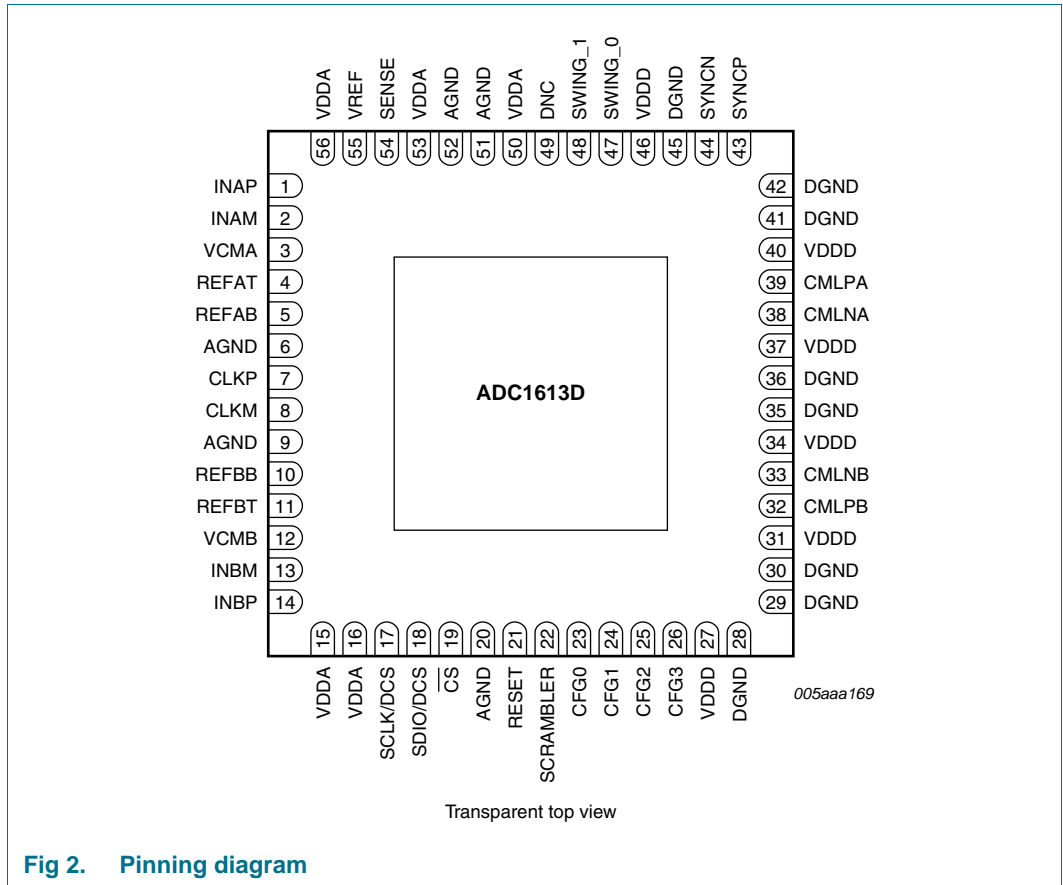 VDDA
VREF
SENSE
VDDA
AGND
AGND
VDDA
DNC
SWING_1
SWING_0
VDDD
DGND
SYNCN
SYNCP
56
55
54
53
52
51
50
49
48
47
46
45
44
43
INAP 1
INAM 2
VCMA 3
REFAT 4
REFAB 5
AGND 6
CLKP 7
CLKM 8
AGND 9
REFBB 10
REFBT 11
VCMB 12
INBM 13
INBP 14
ADC1613D
42 DGND
41 DGND
40 VDDD
39 CMLPA
38 CMLNA
37 VDDD
36 DGND
35 DGND
34 VDDD
33 CMLNB
32 CMLPB
31 VDDD
30 DGND
29 DGND
15
16
17
18
19
20
21
22
23
24
25
26
27
28
VDDA
VDDA
SCLK/DCS
SDIO/DCS
CS
AGND
RESET
SCRAMBLER
CFG0
CFG1
CFG2
CFG3
VDDD
DGND
005aaa169
Transparent top view
Fig 2. Pinning diagram